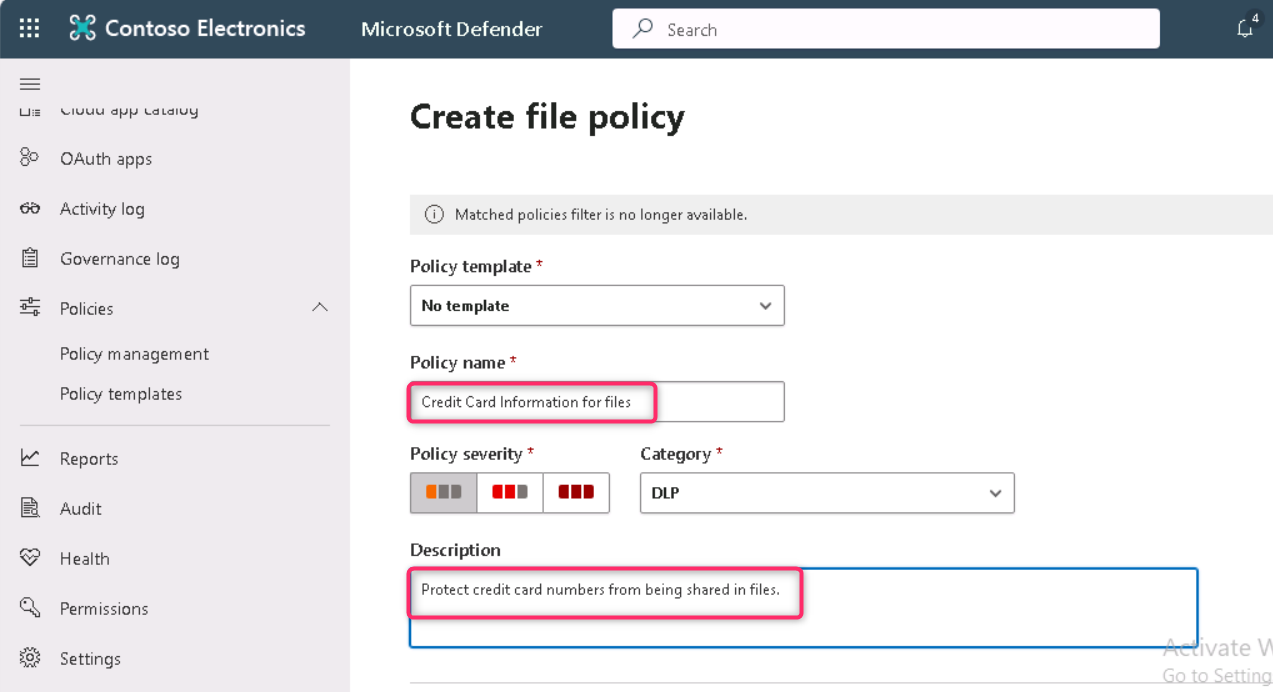 Contoso Electronics
Microsoft Defender
Search
4
Cloud app catalog
OAuth apps
Activity log
Governance log
Policies
Policy management
Policy templates
Reports
Audit
Health
Permissions
Settings
Create file policy
Matched policies filter is no longer available.
Policy template *
No template
Policy name *
Credit Card Information for files
Policy severity *
Category *
DLP
Description
Protect credit card numbers from being shared in files.
Activate W
Go to Setting